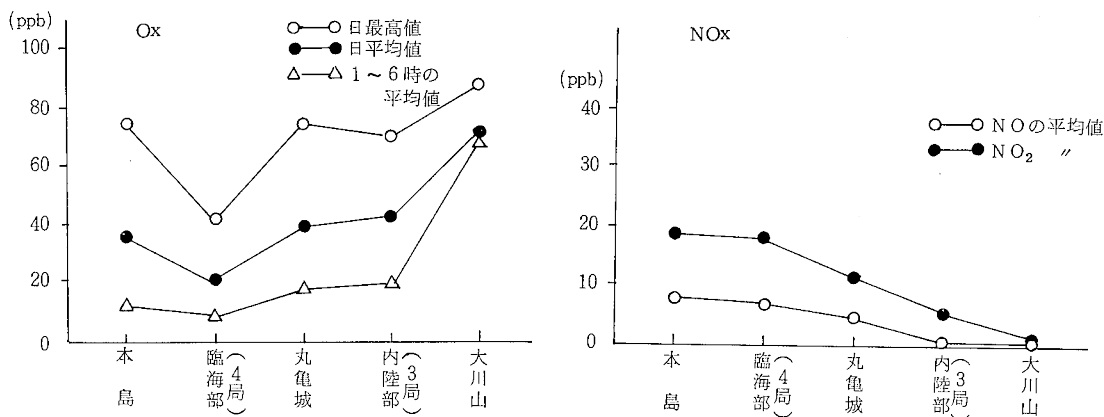 (ppb)
Ox
100
80
60
40
20
0
日最高値
日平均値
1~6時の
平均値
本島
臨海部(4局)
丸亀城
内陸部(3局)
大川山
(ppb)
NOx
40
30
20
10
0
NOの平均値
NO₂ 〃
本島
臨海部(4局)
丸亀城
内陸部(3局)
大川山